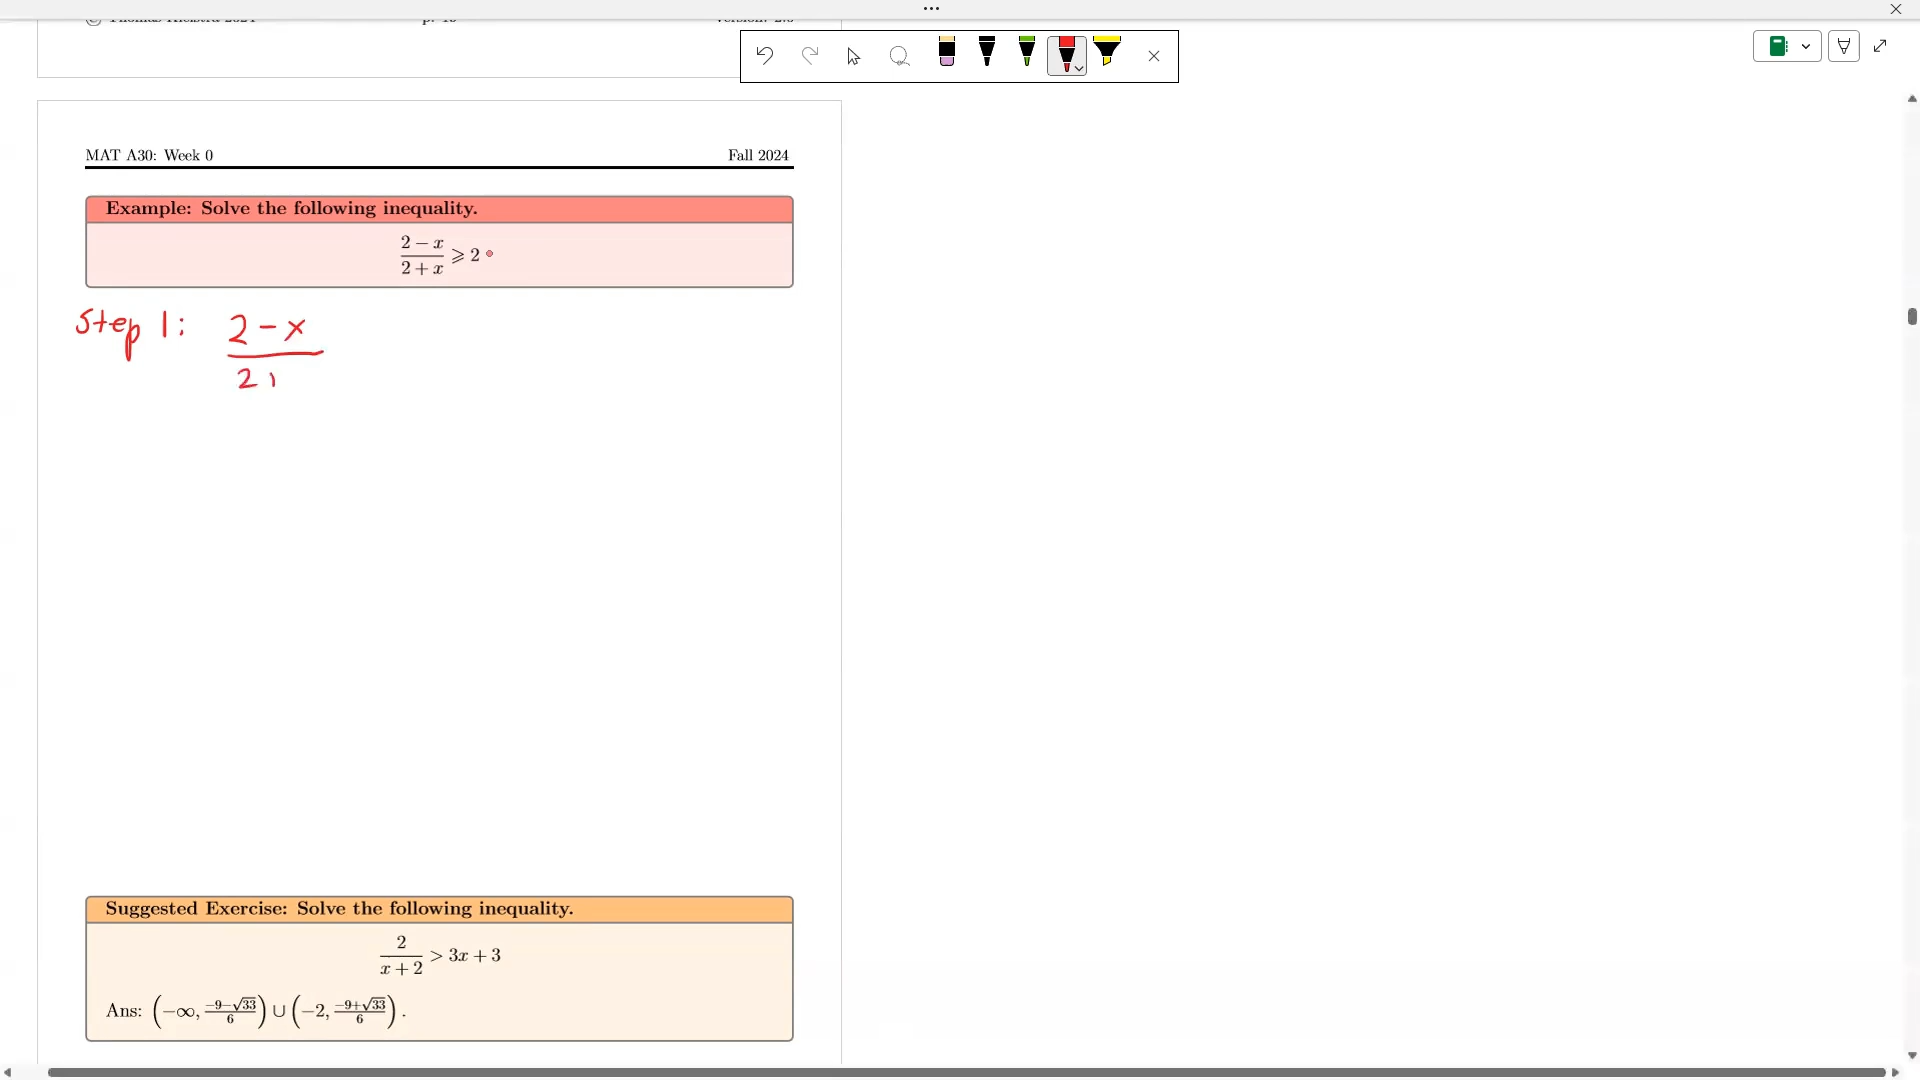 MAT A30: Week 0 Fall 2024
Example: Solve the following inequality.
2 − x
2 + x ⩾ 2
Step 1: 2 - x
2
Suggested Exercise: Solve the following inequality.
2
x + 2 > 3x + 3
Ans: (−∞, −9−√33
6) ∪ (−2, −9+√33
6).